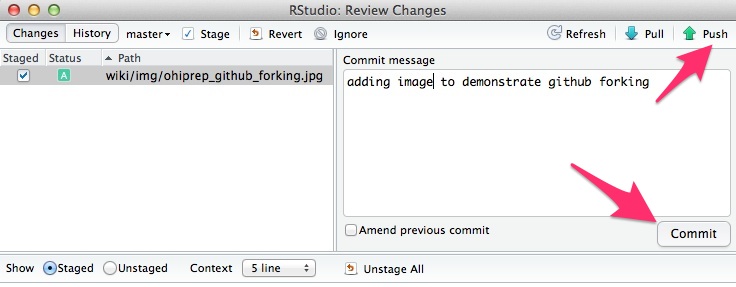 RStudio: Review Changes
Changes History master Stage Revert Ignore Refresh Pull Push
Staged Status Path
A wiki/img/ohiprep_github_forking.jpg
Commit message
adding image to demonstrate github forking
Amend previous commit
Commit
Show Staged Unstaged Context 5 line Unstage All